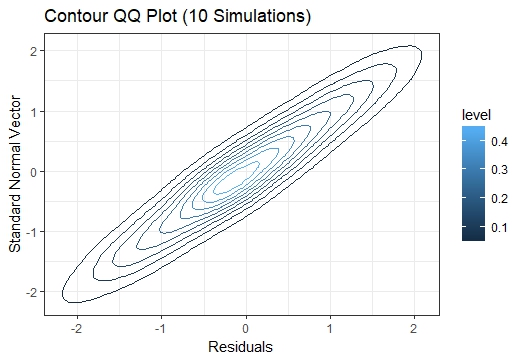 Contour QQ Plot (10 Simulations)
2
1
0
-1
-2
Standard Normal Vector
-2 -1 0 1 2
Residuals
level
0.4
0.3
0.2
0.1